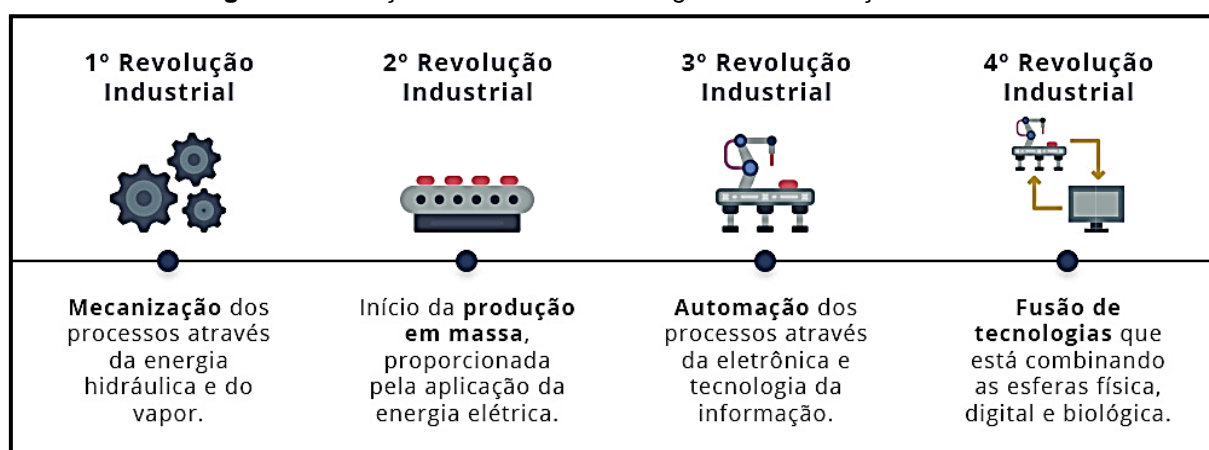 1º Revolução
Industrial
Mecanização dos
processos através
da energia
hidráulica e do
vapor.
2º Revolução
Industrial
Início da produção
em massa,
proporcionada
pela aplicação da
energia elétrica.
3º Revolução
Industrial
Automação dos
processos através
da eletrônica e
tecnologia da
informação.
4º Revolução
Industrial
Fusão de
tecnologias que
está combinando
as esferas física,
digital e biológica.